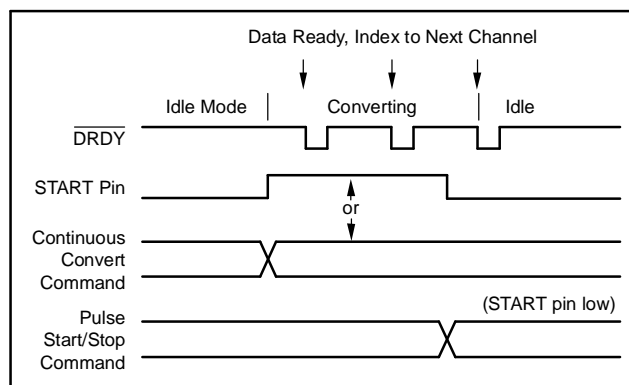 Data Ready, Index to Next Channel
Idle Mode
Converting
Idle
DRDY
START Pin
or
Continuous
Convert
Command
(START pin low)
Pulse
Start/Stop
Command